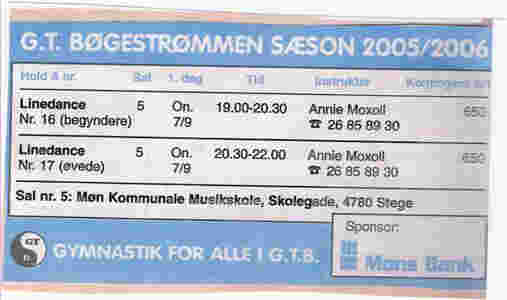 G.T. BØGESTRØMMEN SÆSON 2005/2006
Hold & nr. Sal 1. dag Tid Instruktør
Linedance 5 On. 19.00-20.30 Annie Moxoll 650
Nr. 16 (begyndere) 7/9 ☎ 26 85 89 30
Linedance 5 On. 20.30-22.00 Annie Moxoll 650
Nr. 17 (øvede) 7/9 ☎ 26 85 89 30
Sal nr. 5: Møn Kommunale Musikskole, Skolegade, 4780 Stege
Sponsor:
GT
GYMNASTIK FOR ALLE I G.T.B.
Møns Bank